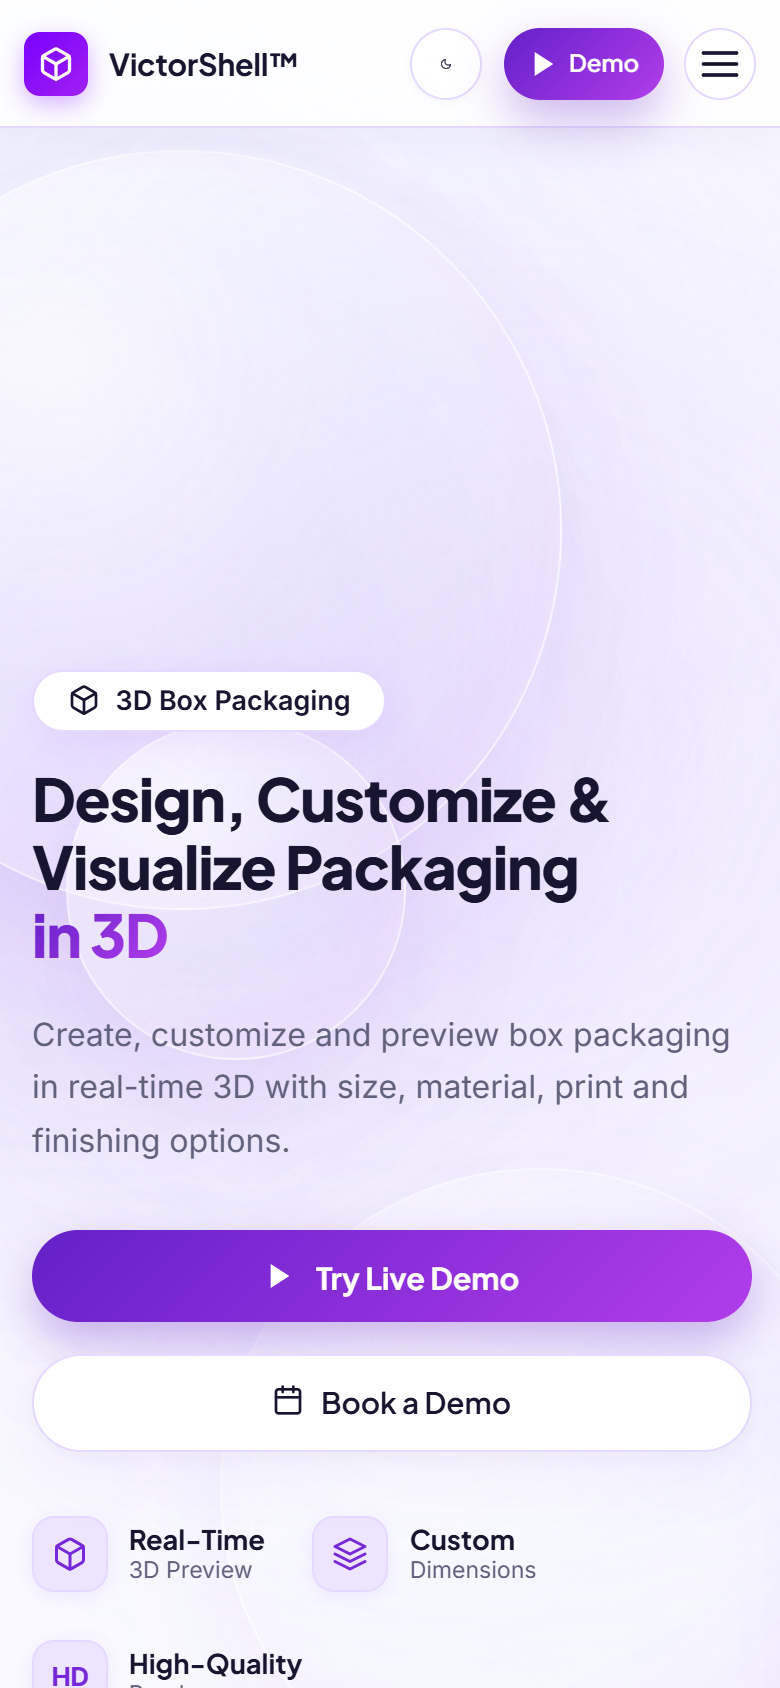 VictorShell™
Demo
3D Box Packaging
Design, Customize &
Visualize Packaging
in 3D
Create, customize and preview box packaging
in real-time 3D with size, material, print and
finishing options.
Try Live Demo
Book a Demo
Real-Time
3D Preview
Custom
Dimensions
HD
High-Quality